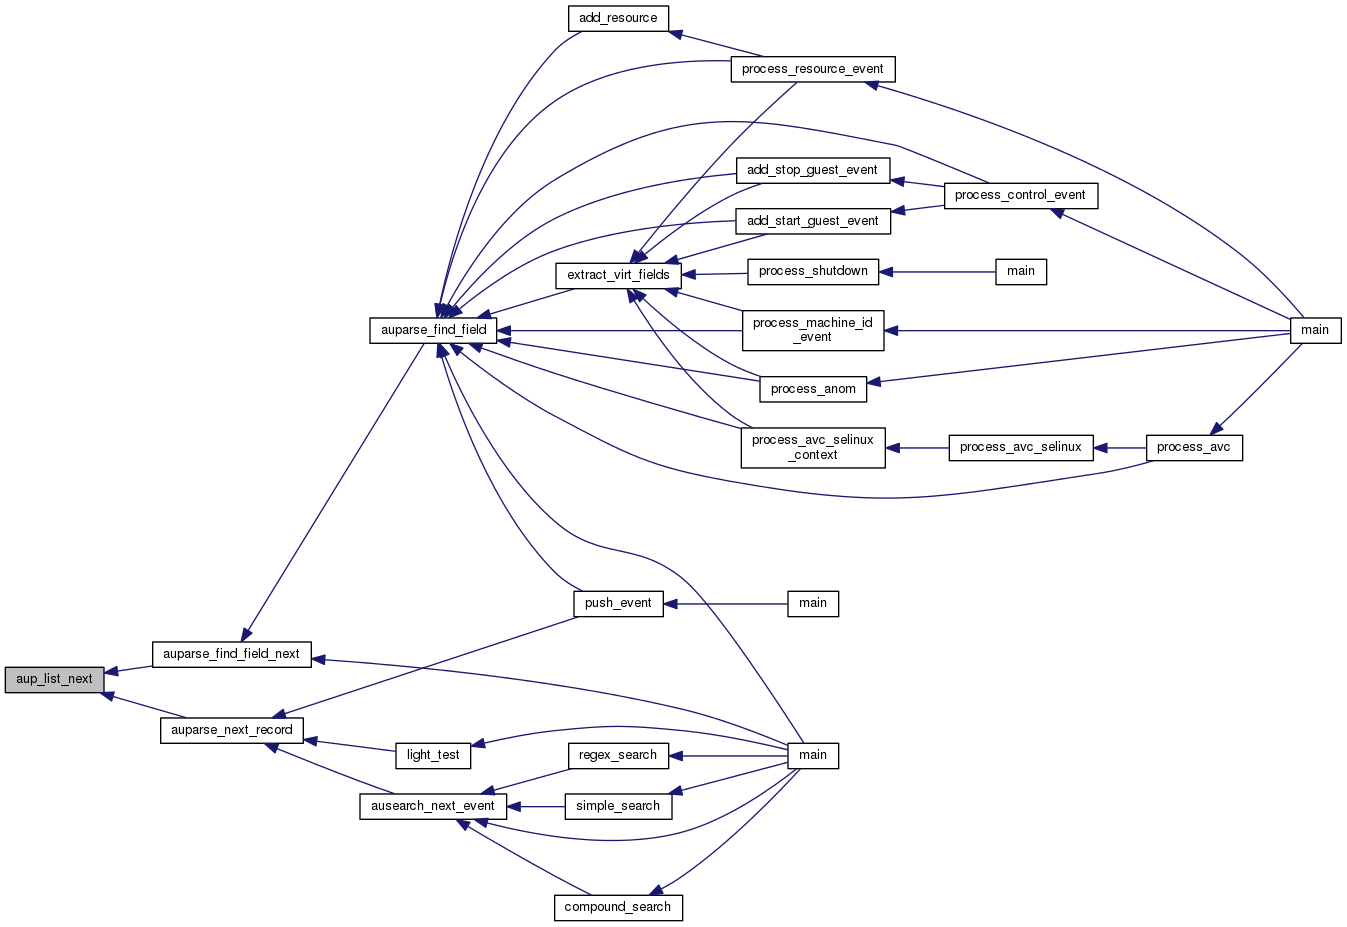 add_resource
process_resource_event
add_stop_guest_event
process_control_event
add_start_guest_event
extract_virt_fields
process_shutdown
main
auparse_find_field
process_machine_id
_event
main
process_anom
process_avc_selinux
_context
process_avc_selinux
process_avc
push_event
main
auparse_find_field_next
aup_list_next
auparse_next_record
light_test
regex_search
main
ausearch_next_event
simple_search
compound_search